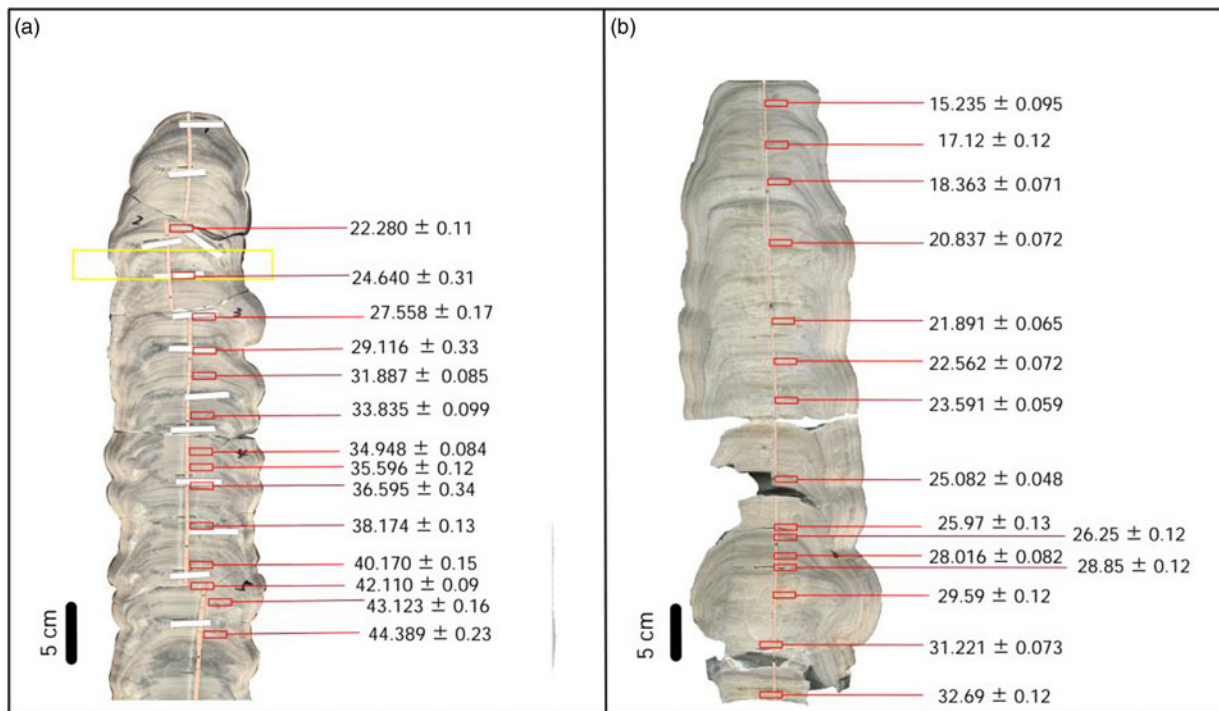 (a)
22.280 ± 0.11
24.640 ± 0.31
27.558 ± 0.17
29.116 ± 0.33
31.887 ± 0.085
33.835 ± 0.099
34.948 ± 0.084
35.596 ± 0.12
36.595 ± 0.34
38.174 ± 0.13
40.170 ± 0.15
42.110 ± 0.09
43.123 ± 0.16
44.389 ± 0.23
5 cm
(b)
15.235 ± 0.095
17.12 ± 0.12
18.363 ± 0.071
20.837 ± 0.072
21.891 ± 0.065
22.562 ± 0.072
23.591 ± 0.059
25.082 ± 0.048
25.97 ± 0.13
26.25 ± 0.12
28.016 ± 0.082
28.85 ± 0.12
29.59 ± 0.12
31.221 ± 0.073
32.69 ± 0.12
5 cm